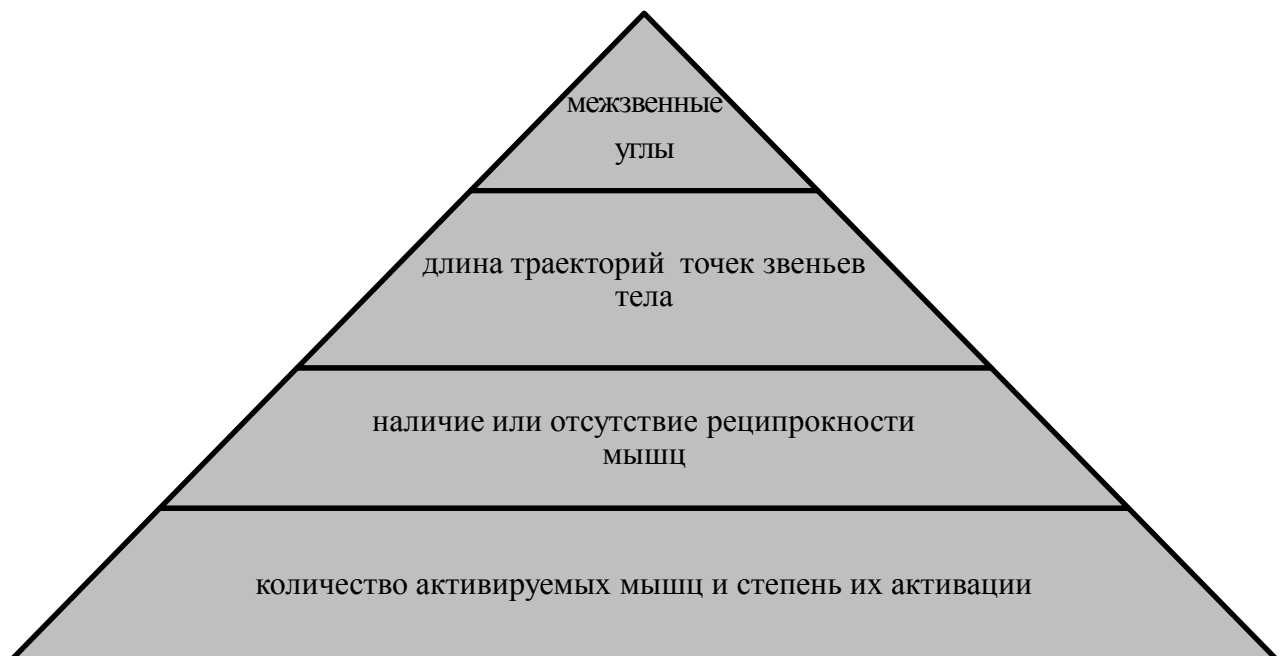 межзвенные
углы
длина траекторий точек звеньев
тела
наличие или отсутствие реципрокности
мышц
количество активируемых мышц и степень их активации